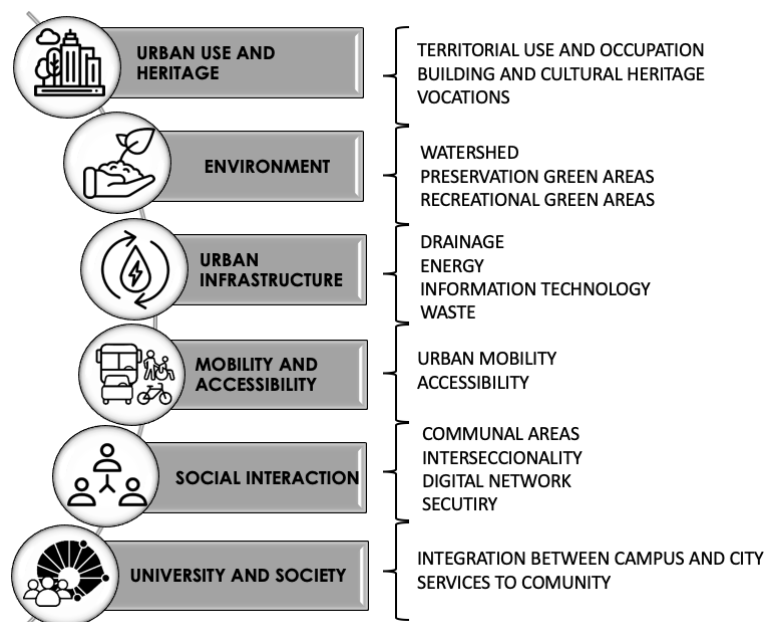 URBAN USE AND
HERITAGE
TERRITORIAL USE AND OCCUPATION
BUILDING AND CULTURAL HERITAGE
VOCATIONS
ENVIRONMENT
WATERSHED
PRESERVATION GREEN AREAS
RECREATIONAL GREEN AREAS
URBAN
INFRASTRUCTURE
DRAINAGE
ENERGY
INFORMATION TECHNOLOGY
WASTE
MOBILITY AND
ACCESSIBILITY
URBAN MOBILITY
ACCESSIBILITY
SOCIAL INTERACTION
COMMUNAL AREAS
INTERSECCIONALITY
DIGITAL NETWORK
SECUTIRY
UNIVERSITY AND SOCIETY
INTEGRATION BETWEEN CAMPUS AND CITY
SERVICES TO COMUNITY